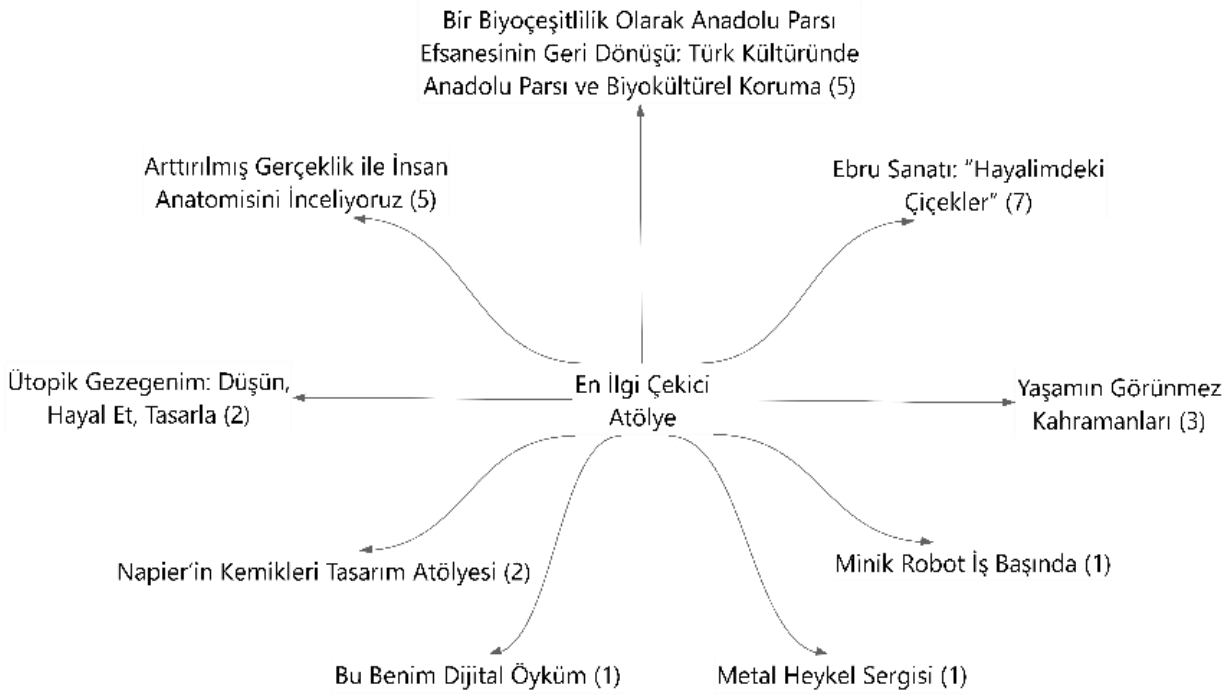 Bir Biyoçeşitlilik Olarak Anadolu Parsı
Efsanesinin Geri Dönüşü: Türk Kültüründe
Anadolu Parsı ve Biyokültürel Koruma (5)
Arttırılmış Gerçeklik ile İnsan
Anatomisini İnceliyoruz (5)
Ebru Sanatı: “Hayalimdeki
Çiçekler” (7)
Ütopik Gezegenim: Düşün,
Hayal Et, Tasarla (2)
En İlgi Çekici
Atölye
Yaşamın Görünmez
Kahramanları (3)
Napier’in Kemikleri Tasarım Atölyesi (2)
Minik Robot İş Başında (1)
Bu Benim Dijital Öyküm (1)
Metal Heykel Sergisi (1)